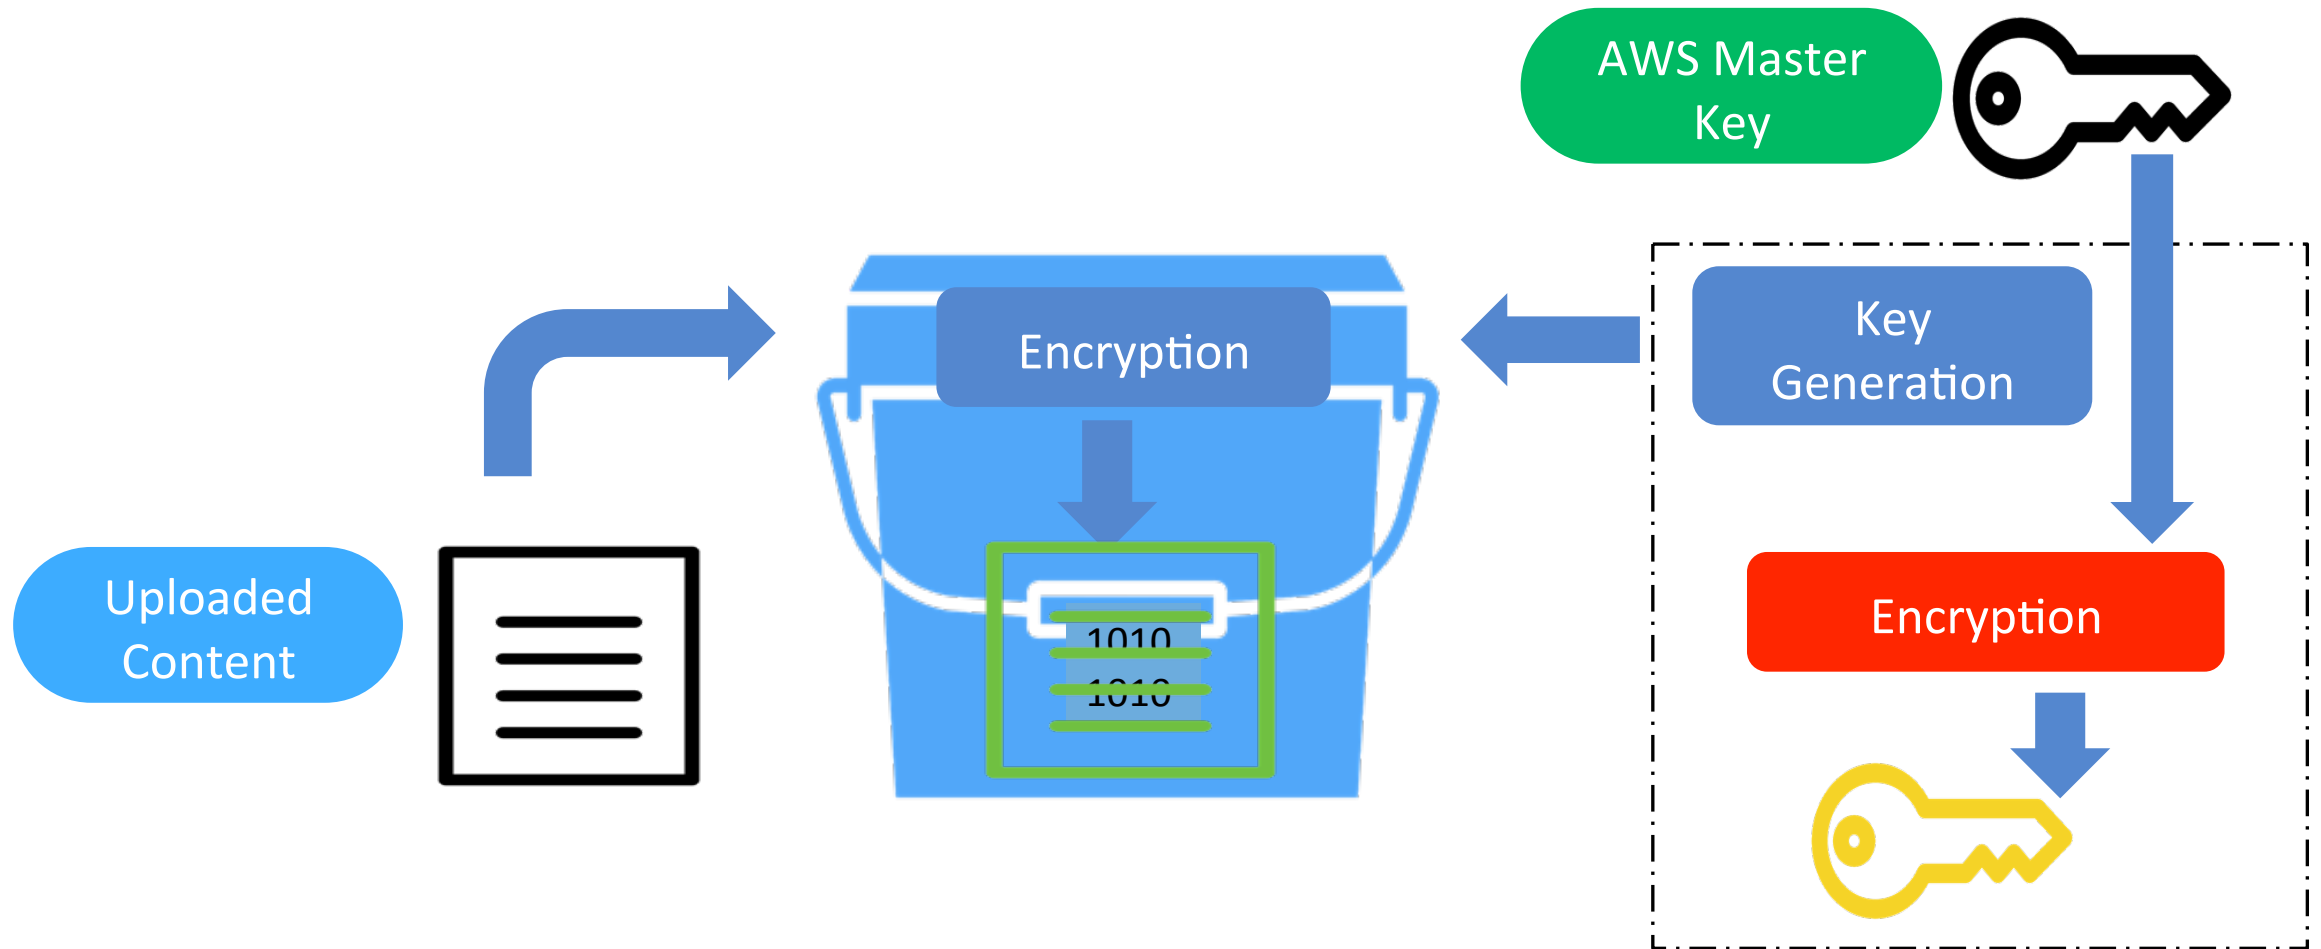 AWS Master
Key
Key
Generation
Encryption
1010
1010
Uploaded
Content
Encryption